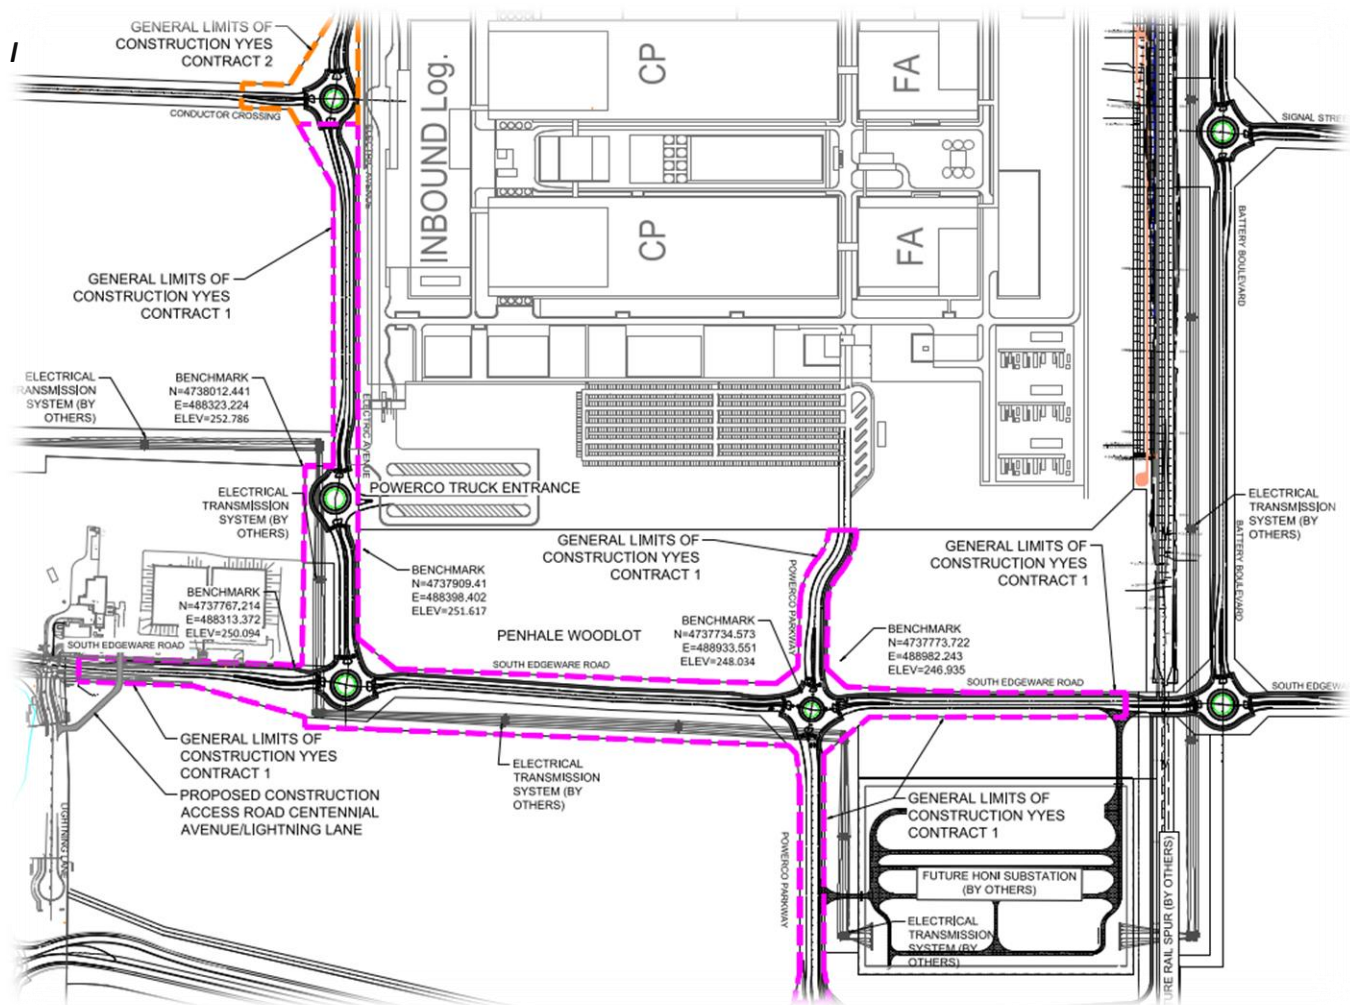 l
GENERAL LIMITS OF
CONSTRUCTION YYES
CONTRACT 2
CONDUCTOR CROSSING
ELECTRIC AVENUE
INBOUND Log.
CP
FA
SIGNAL
CP
FA
BATTERY BOULEVARD
GENERAL LIMITS OF
CONSTRUCTION YYES
CONTRACT 1
ELECTRICAL
TRANSMISSION
SYSTEM (BY
OTHERS)
BENCHMARK
N=4738012.441
E=488323.224
ELEV=252.786
ELECTRIC AVENUE
POWERCO TRUCK ENTRANCE
ELECTRICAL
TRANSMISSION
SYSTEM (BY
OTHERS)
ELECTRICAL
TRANSMISSION
SYSTEM (BY
OTHERS)
BATTERY BOULEVARD
GENERAL LIMITS OF
CONSTRUCTION YYES
CONTRACT 1
GENERAL LIMITS OF
CONSTRUCTION YYES
CONTRACT 1
BENCHMARK
N=4737909.41
E=488398.402
ELEV=251.617
POWERCO PARKWAY
BENCHMARK
N=4737767.214
E=488313.372
ELEV=250.094
SOUTH EDGEWARE ROAD
PENHALE WOODLOT
BENCHMARK
N=4737734.573
E=488933.551
ELEV=248.034
BENCHMARK
N=4737773.722
E=488982.243
ELEV=246.935
SOUTH EDGEWARE ROAD
SOUTH EDGEWARE ROAD
SOUTH
GENERAL LIMITS OF
CONSTRUCTION YYES
CONTRACT 1
PROPOSED CONSTRUCTION
ACCESS ROAD CENTENNIAL
AVENUE/LIGHTNING LANE
ELECTRICAL
TRANSMISSION
SYSTEM (BY
OTHERS)
LIGHTNING LANE
POWERCO PARKWAY
GENERAL LIMITS OF
CONSTRUCTION YYES
CONTRACT 1
FUTURE HONI SUBSTATION
(BY OTHERS)
ELECTRICAL
TRANSMISSION
SYSTEM (BY
OTHERS)
RAIL SPUR (BY OTHERS)